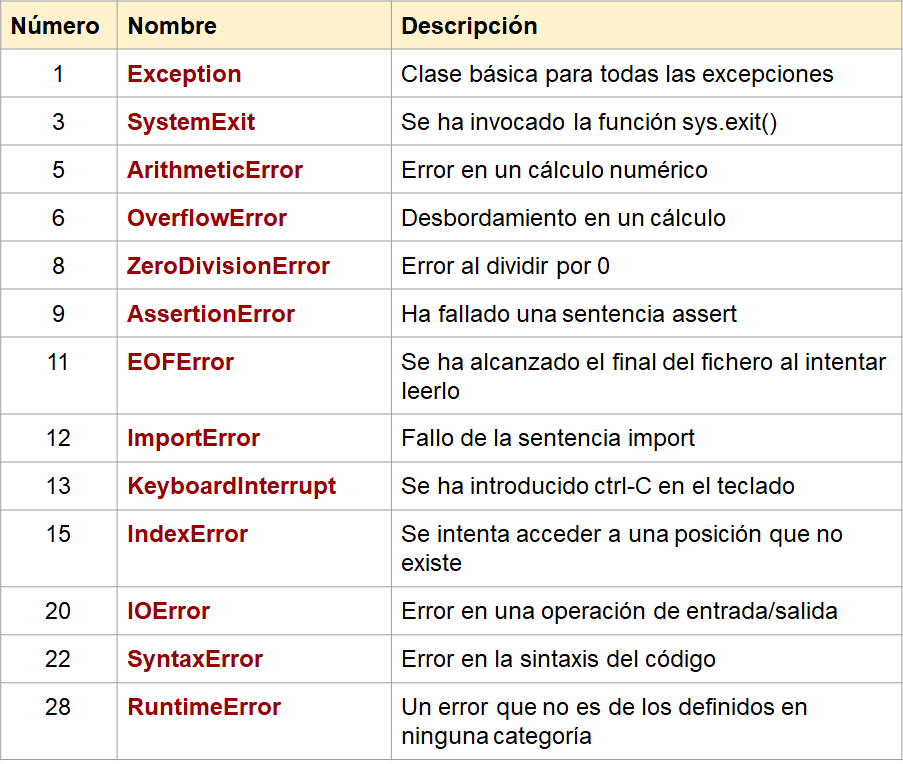 Número Nombre Descripción
1 Exception Clase básica para todas las excepciones
3 SystemExit Se ha invocado la función sys.exit()
5 ArithmeticError Error en un cálculo numérico
6 OverflowError Desbordamiento en un cálculo
8 ZeroDivisionError Error al dividir por 0
9 AssertionError Ha fallado una sentencia assert
11 EOFError Se ha alcanzado el final del fichero al intentar
leerlo
12 ImportError Fallo de la sentencia import
13 KeyboardInterrupt Se ha introducido ctrl-C en el teclado
15 IndexError Se intenta acceder a una posición que no
existe
20 IOError Error en una operación de entrada/salida
22 SyntaxError Error en la sintaxis del código
28 RuntimeError Un error que no es de los definidos en
ninguna categoría